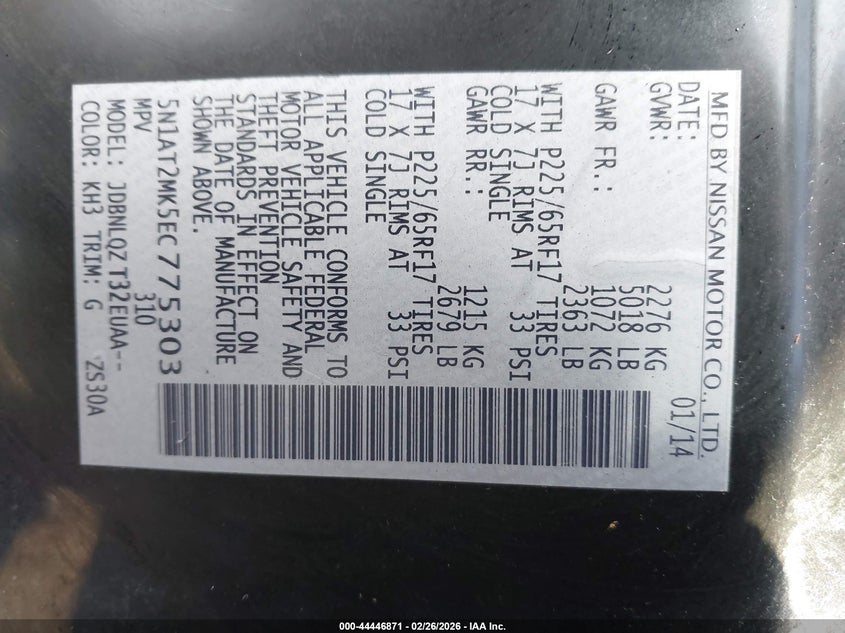 MFD BY NISSAN MOTOR CO., LTD.
DATE: 01/14
GVWR: 2276 KG
5018 LB
GAWR FR.: 1072 KG
2363 LB
WITH P225/65RF17 TIRES
17 X 7J RIMS AT 33 PSI
COLD SINGLE
GAWR RR.: 1215 KG
2679 LB
WITH P225/65RF17 TIRES
17 X 7J RIMS AT 33 PSI
COLD SINGLE
THIS VEHICLE CONFORMS TO
ALL APPLICABLE FEDERAL
MOTOR VEHICLE SAFETY AND
THEFT PREVENTION
STANDARDS IN EFFECT ON
THE DATE OF MANUFACTURE
SHOWN ABOVE.
5N1AT2MK5EC775303
MPV 310
MODEL: JDBNLQZ T32EUAA--
COLOR: KH3 TRIM: G ZS30A
000-44446871 - 02/26/2026 - IAA Inc.